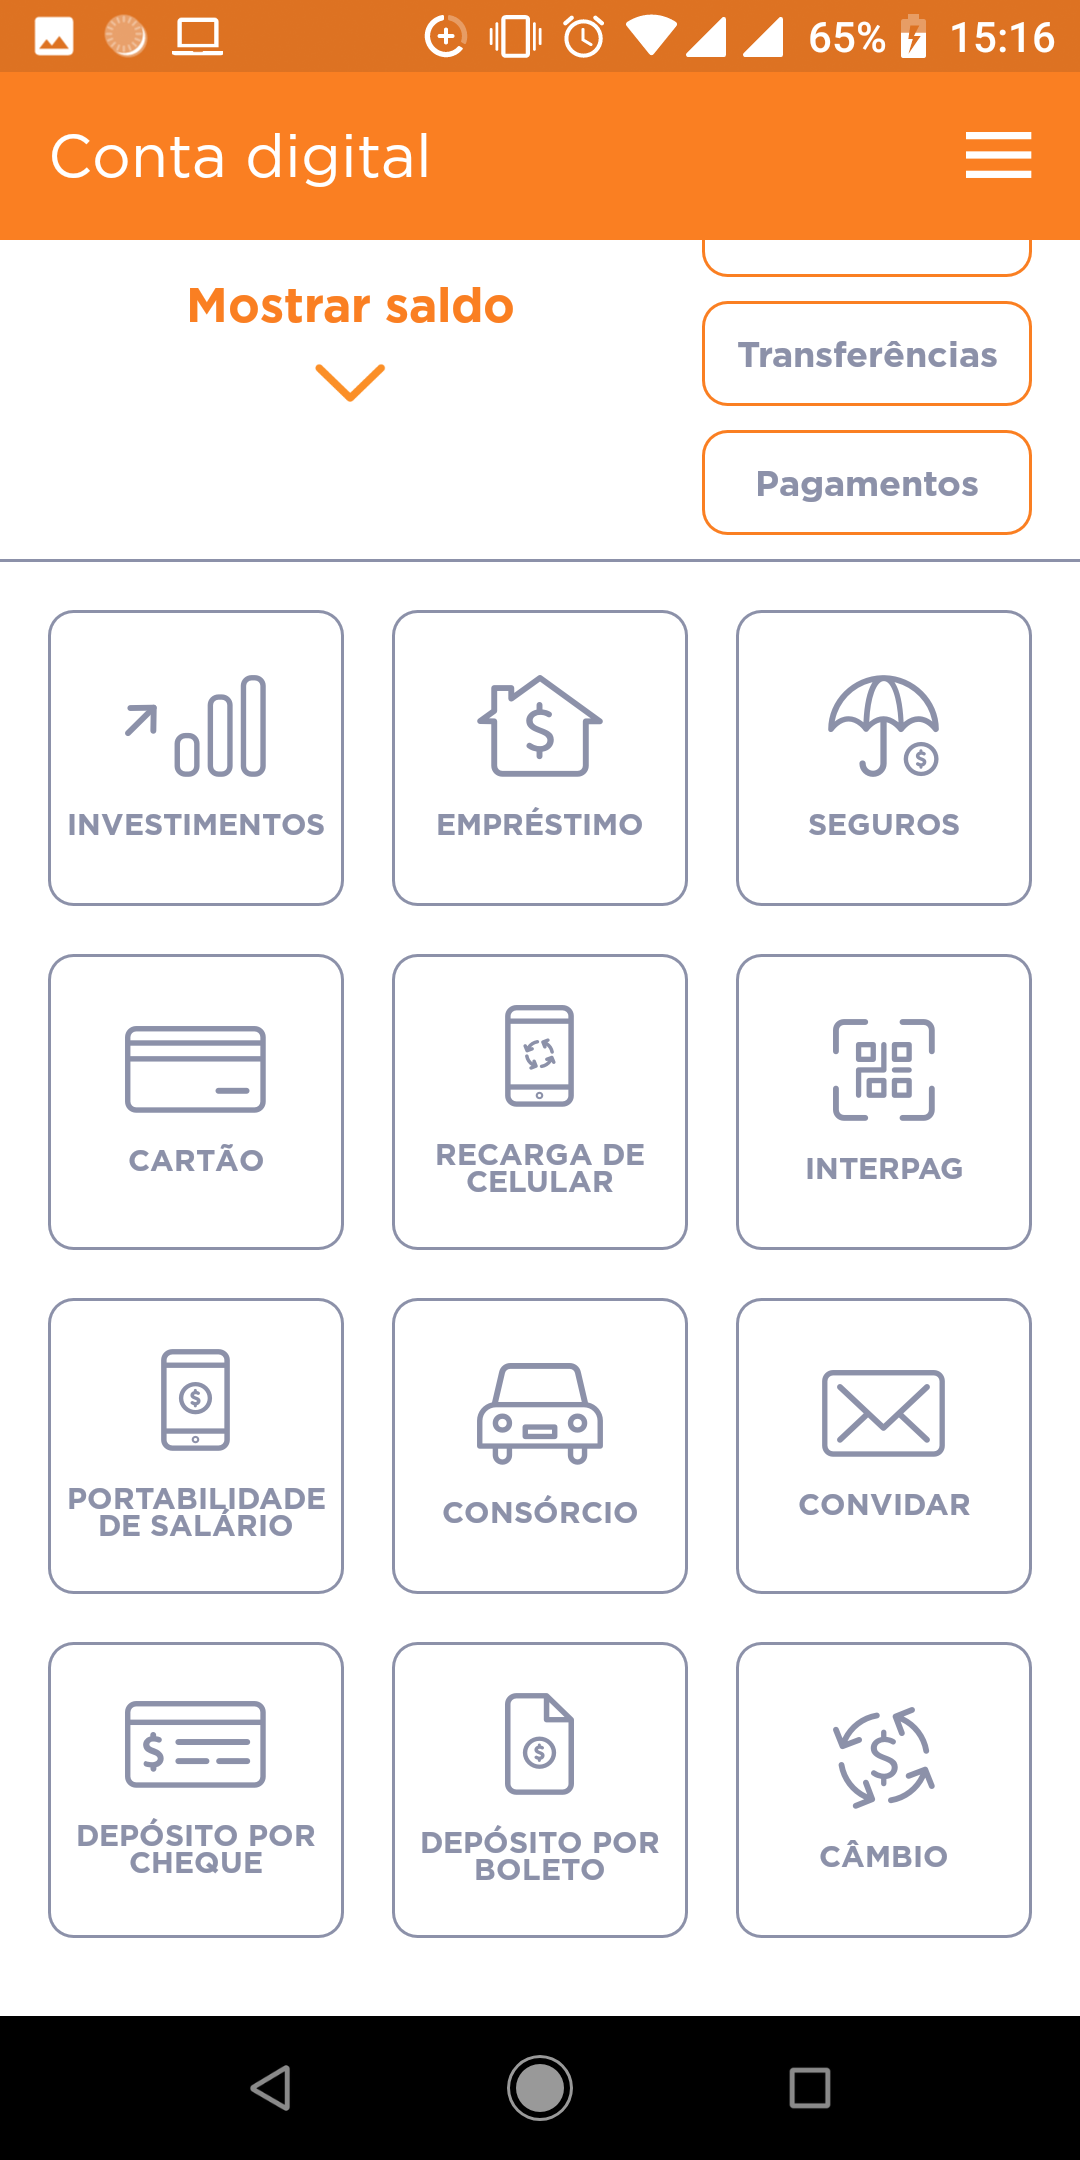 65% 15:16
Conta digital
Mostrar saldo
Transferências
Pagamentos
INVESTIMENTOS
EMPRÉSTIMO
SEGUROS
CARTÃO
RECARGA DE
CELULAR
INTERPAG
PORTABILIDADE
DE SALÁRIO
CONSÓRCIO
CONVIDAR
DEPÓSITO POR
CHEQUE
DEPÓSITO POR
BOLETO
CÂMBIO